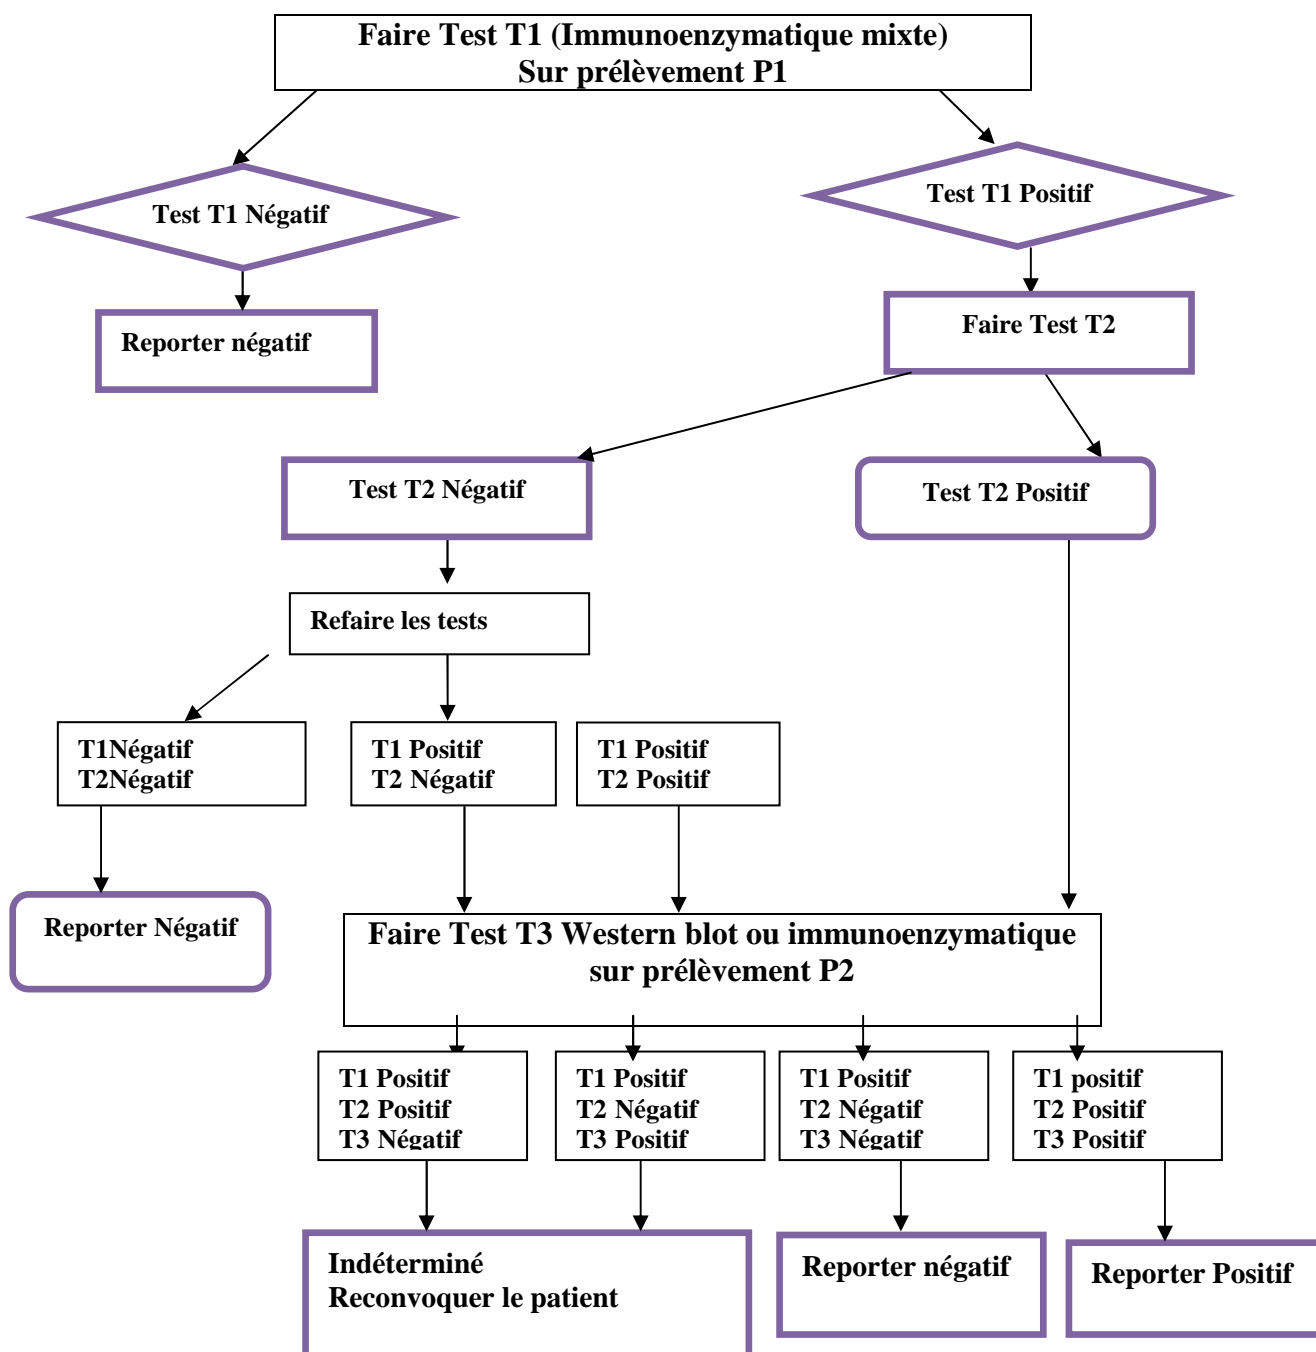 Faire Test T1 (Immunoenzymatique mixte)
Sur prélèvement P1
Test T1 Négatif
Test T1 Positif
Reporter négatif
Faire Test T2
Test T2 Négatif
Test T2 Positif
Refaire les tests
T1Négatif
T2Négatif
T1 Positif
T2 Négatif
T1 Positif
T2 Positif
Reporter Négatif
Faire Test T3 Western blot ou immunoenzymatique
sur prélèvement P2
T1 Positif
T2 Positif
T3 Négatif
T1 Positif
T2 Négatif
T3 Positif
T1 Positif
T2 Négatif
T3 Négatif
T1 positif
T2 Positif
T3 Positif
Indéterminé
Reconvoquer le patient
Reporter négatif
Reporter Positif